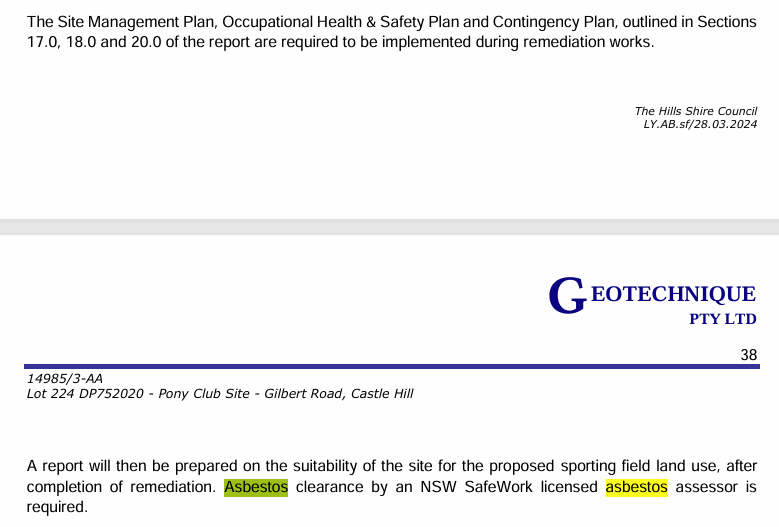 The Site Management Plan, Occupational Health & Safety Plan and Contingency Plan, outlined in Sections
17.0, 18.0 and 20.0 of the report are required to be implemented during remediation works.
The Hills Shire Council
LY.AB.sf/28.03.2024
GEOTECHNIQUE
PTY LTD
38
14985/3-AA
Lot 224 DP752020 - Pony Club Site - Gilbert Road, Castle Hill
A report will then be prepared on the suitability of the site for the proposed sporting field land use, after
completion of remediation. Asbestos clearance by an NSW SafeWork licensed asbestos assessor is
required.